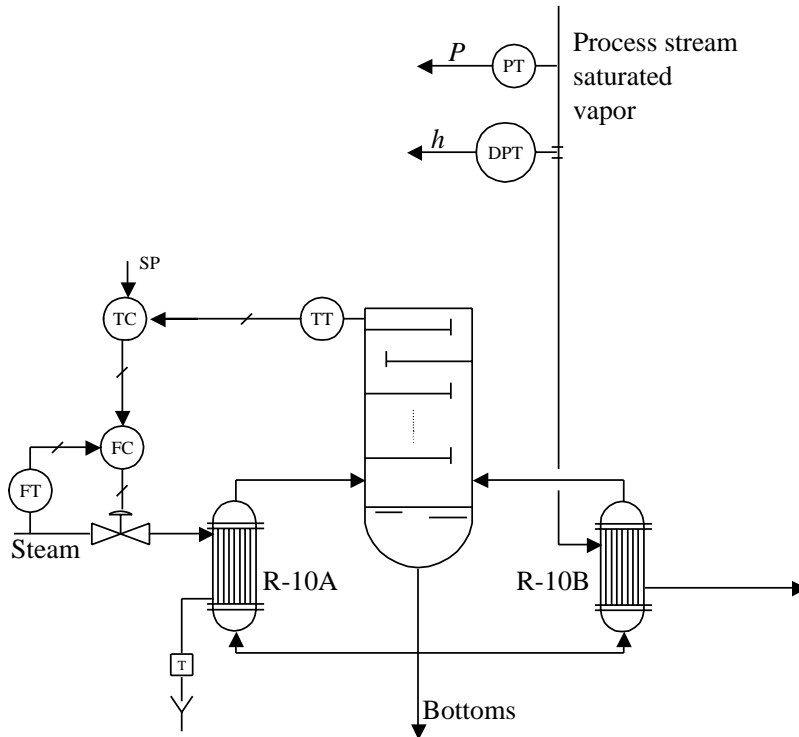 Process stream
saturated
vapor
P
PT
h
DPT
SP
TC
TT
FC
FT
Steam
R-10A
R-10B
T
Bottoms